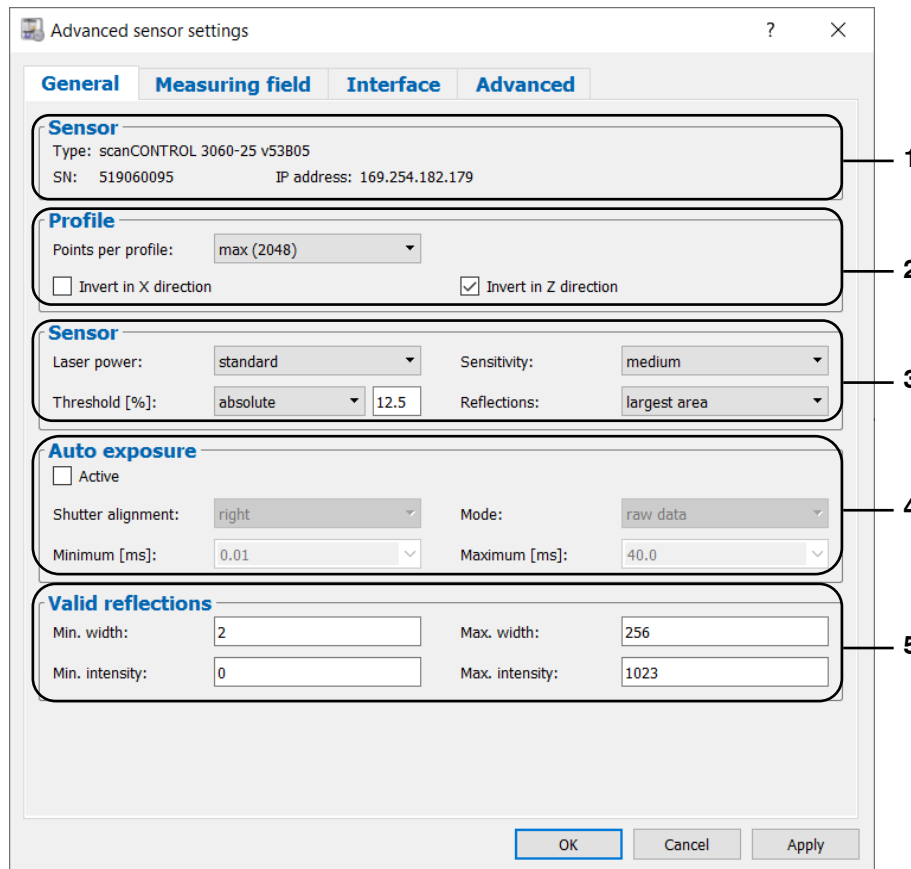 Advanced sensor settings ?
General Measuring field Interface Advanced
Sensor
Type: scanCONTROL 3060-25 v53B05
SN: 519060095 IP address: 169.254.182.179
1
Profile
Points per profile: max (2048)
2
Invert in X direction Invert in Z direction
Sensor
Laser power: standard Sensitivity: medium
3
Threshold [%]: absolute 12.5 Reflections: largest area
Auto exposure
Active
Shutter alignment: right Mode: raw data
4
Minimum [ms]: 0.01 Maximum [ms]: 40.0
Valid reflections
Min. width: 2 Max. width: 256
5
Min. intensity: 0 Max. intensity: 1023
OK Cancel Apply